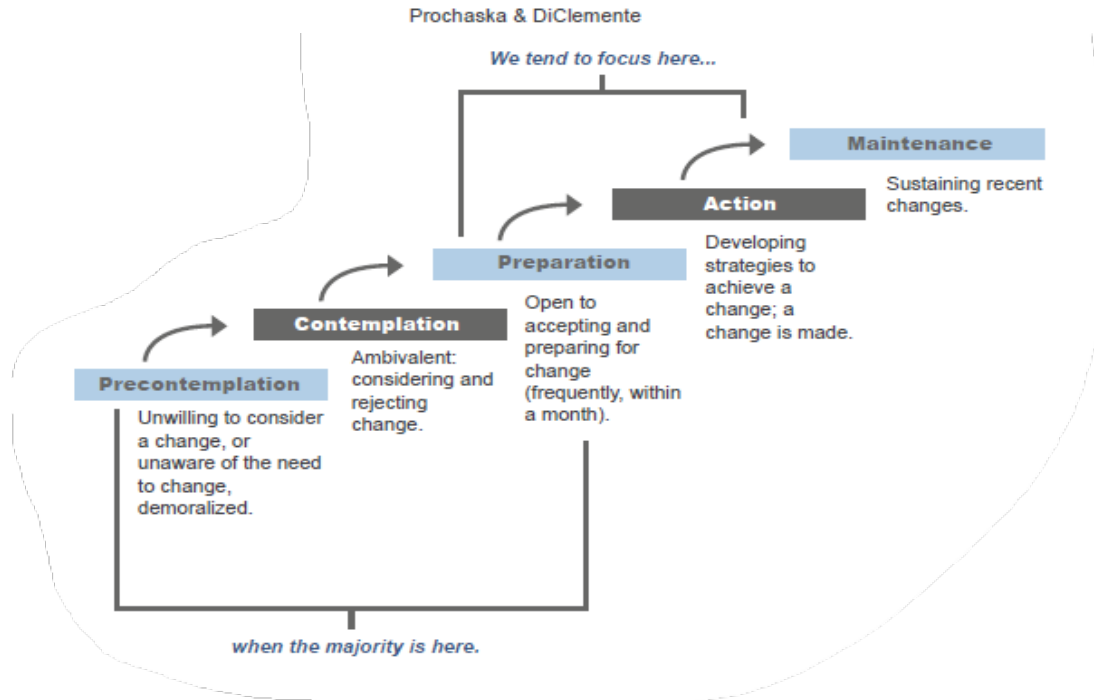 Prochaska & DiClemente
We tend to focus here...
Maintenance
Sustaining recent
changes.
Action
Developing
strategies to
achieve a
change; a
change is made.
Preparation
Open to
accepting and
preparing for
change
(frequently, within
a month).
Contemplation
Ambivalent:
considering and
rejecting
change.
Precontemplation
Unwilling to consider
a change, or
unaware of the need
to change,
demoralized.
when the majority is here.